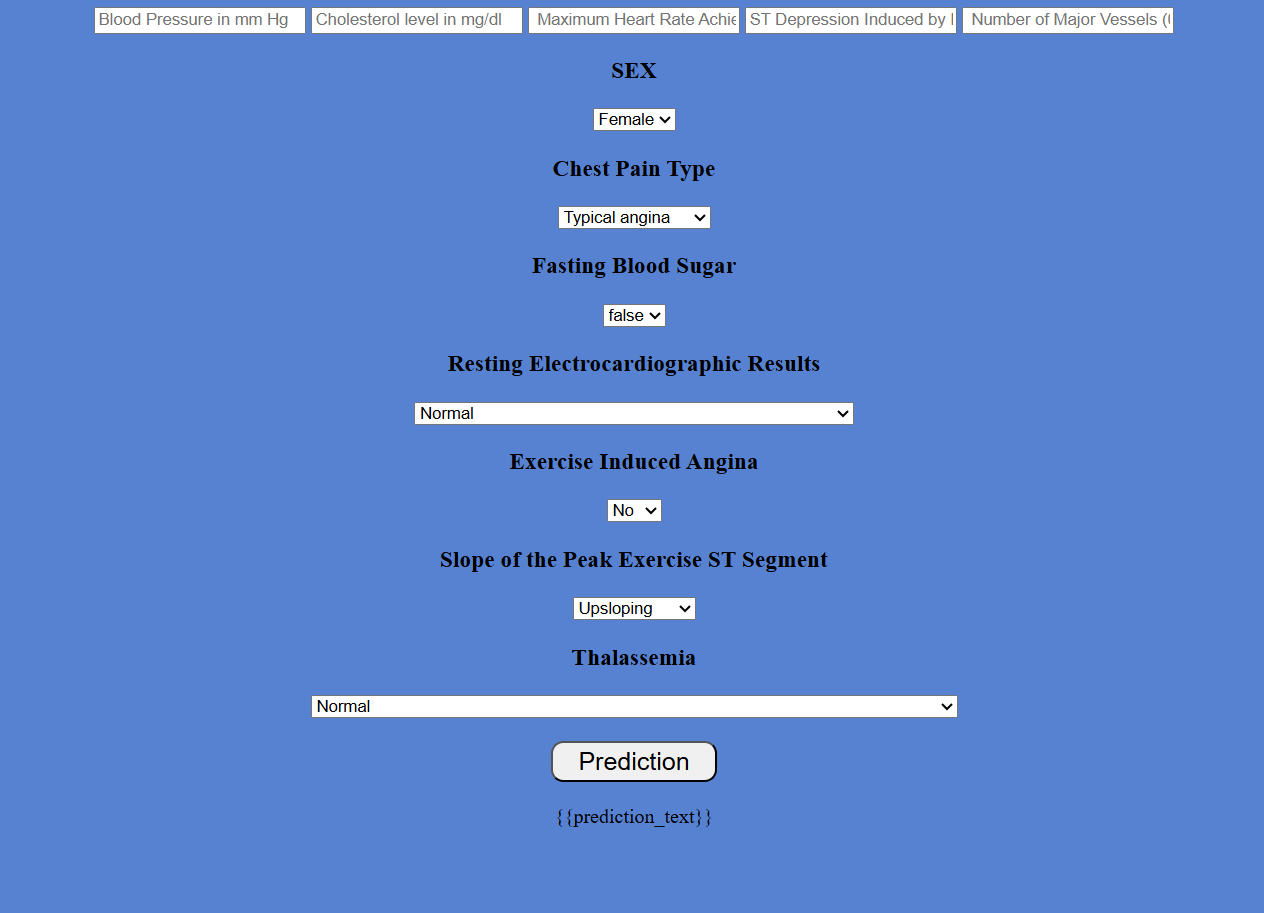 Blood Pressure in mm Hg Cholesterol level in mg/dl Maximum Heart Rate Achie ST Depression Induced by Number of Major Vessels
SEX
Female
Chest Pain Type
Typical angina
Fasting Blood Sugar
false
Resting Electrocardiographic Results
Normal
Exercise Induced Angina
No
Slope of the Peak Exercise ST Segment
Upsloping
Thalassemia
Normal
Prediction
{{prediction_text}}